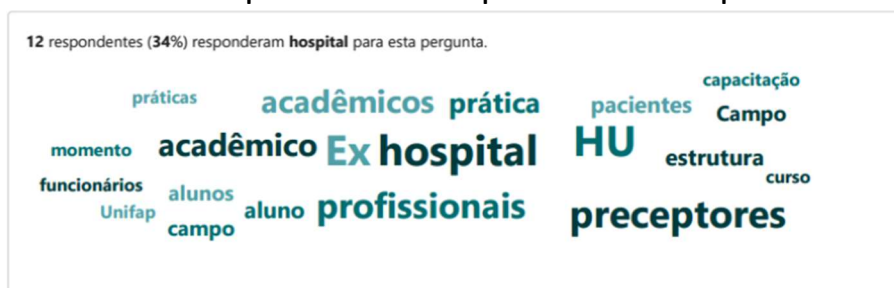 12 respondentes (34%) responderam hospital para esta pergunta.
capacitação
práticas acadêmicos prática pacientes Campo
momento acadêmico Ex hospital HU estrutura
funcionários alunos curso
Unifap campo aluno profissionais preceptores